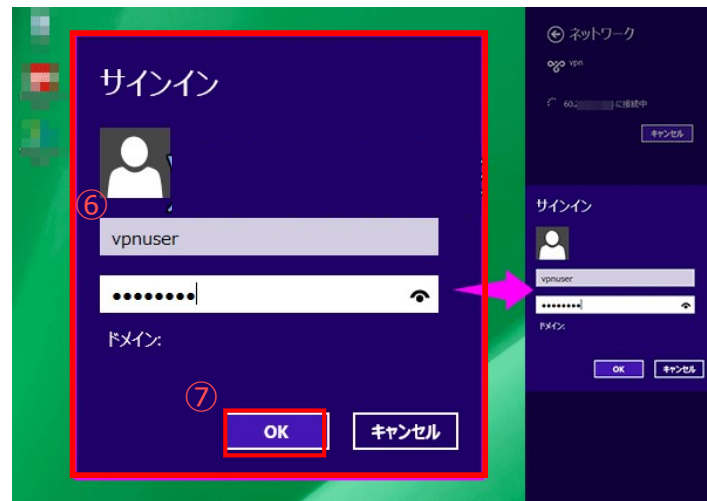 サインイン
⑥
vpnuser
●●●●●●●●
ドメイン:
⑦
OK
キャンセル
ネットワーク
vpn
60.
に接続中
キャンセル
サインイン
vpnuser
●●●●●●●●
ドメイン:
OK
キャンセル